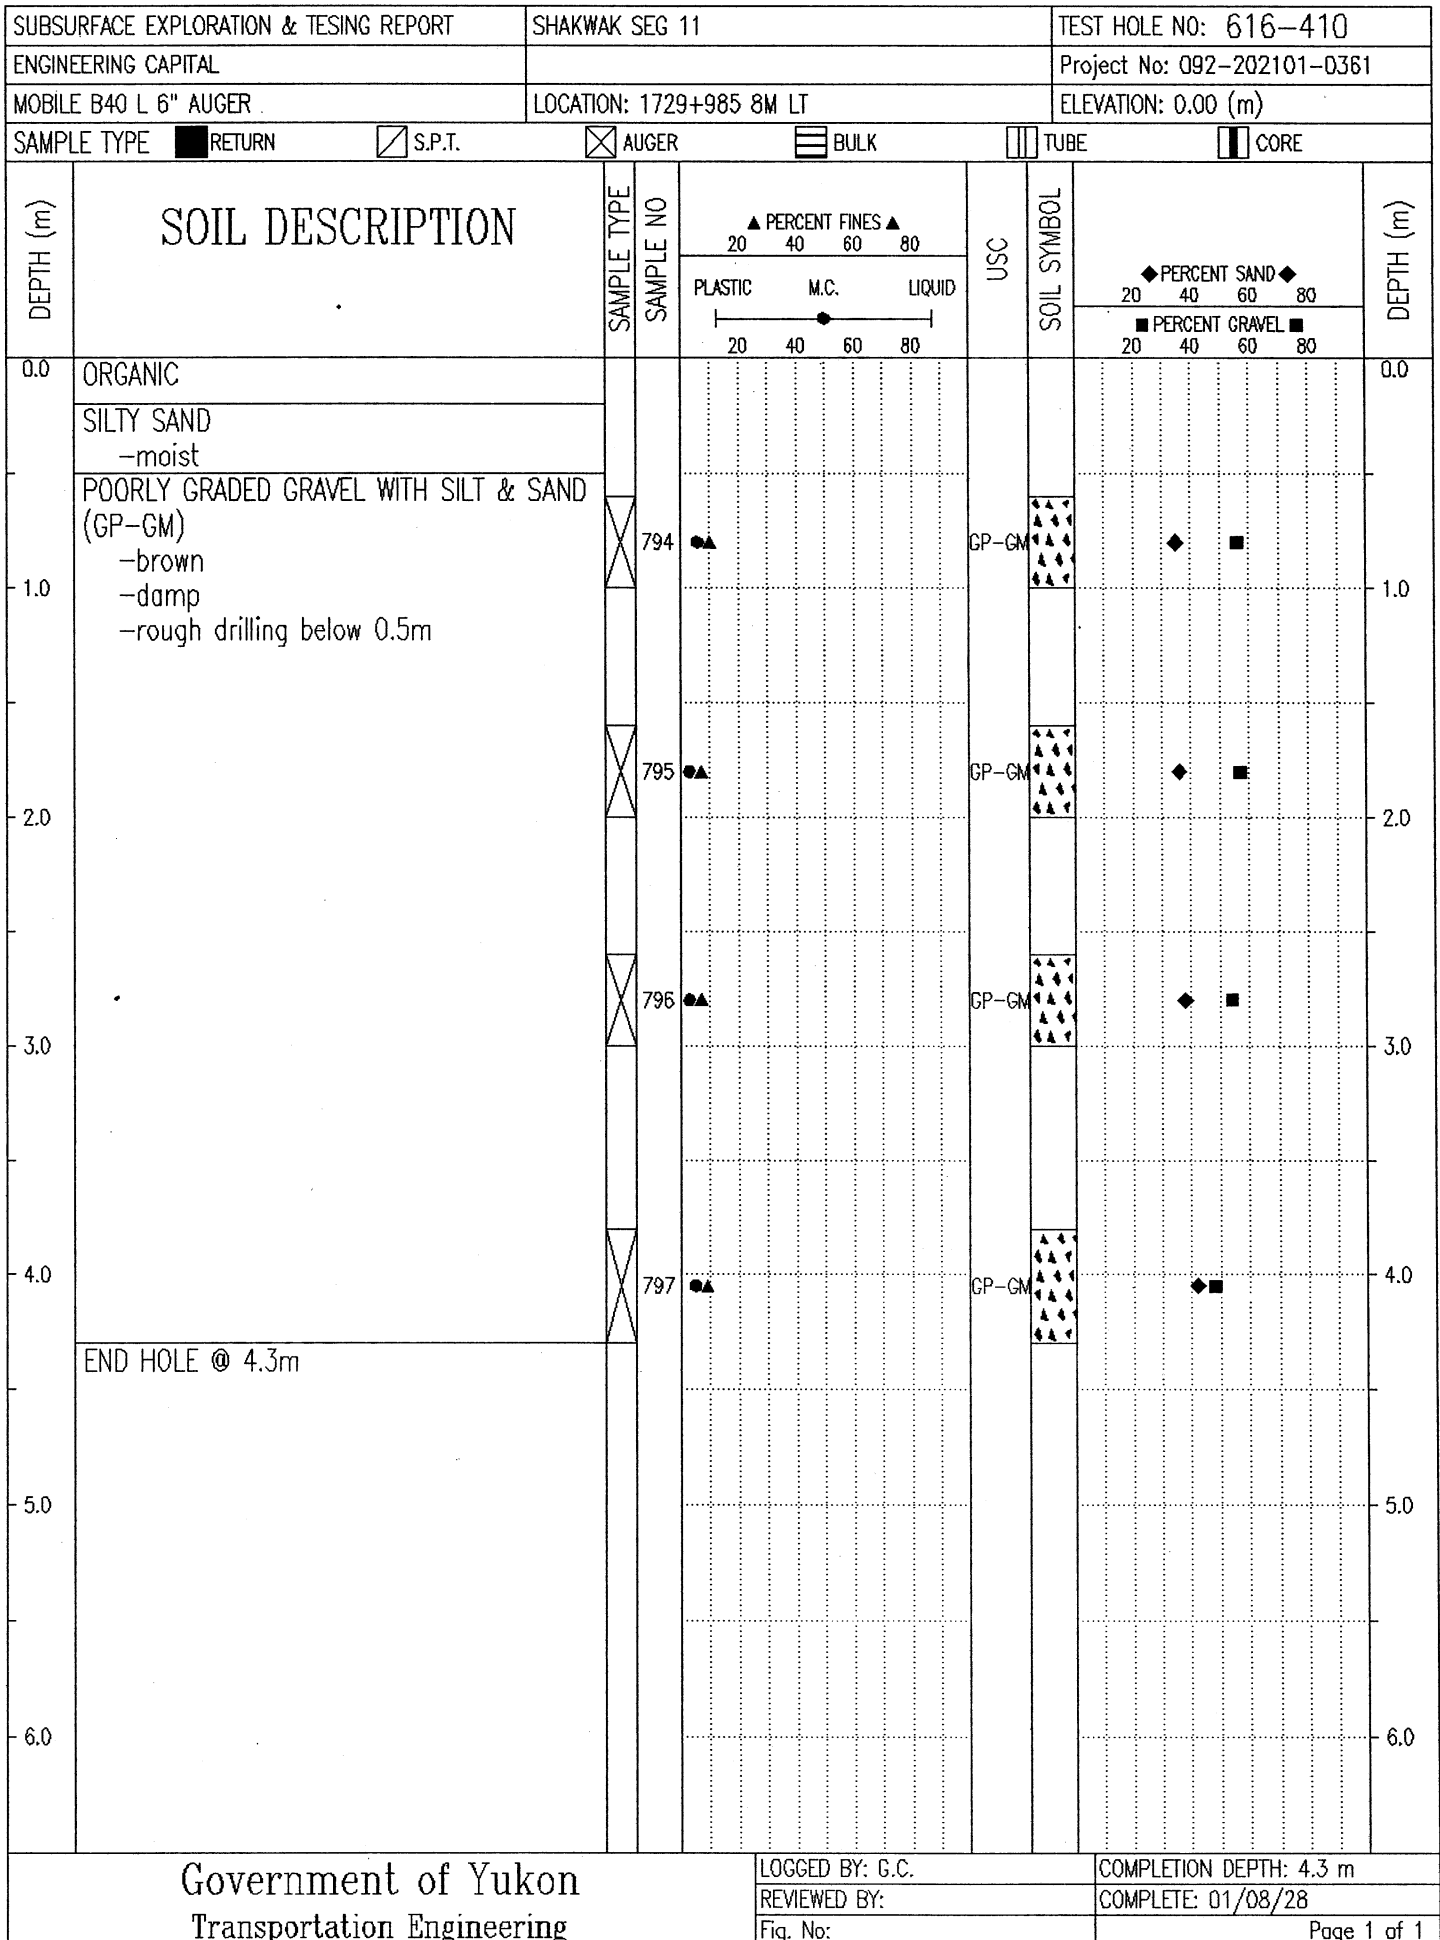 SUBSURFACE EXPLORATION & TESING REPORT
SHAKWAK SEG 11
TEST HOLE NO: 616-410
ENGINEERING CAPITAL
Project No: 092-202101-0361
MOBILE B40 L 6" AUGER
LOCATION: 1729+985 8M LT
ELEVATION: 0.00 (m)
SAMPLE TYPE RETURN S.P.T. AUGER BULK TUBE CORE
DEPTH (m)
SOIL DESCRIPTION
SAMPLE TYPE
SAMPLE NO
▲ PERCENT FINES ▲
20 40 60 80
PLASTIC M.C. LIQUID
20 40 60 80
USC
SOIL SYMBOL
◆ PERCENT SAND ◆
20 40 60 80
■ PERCENT GRAVEL ■
20 40 60 80
DEPTH (m)
0.0 0.0
ORGANIC
SILTY SAND
-moist
POORLY GRADED GRAVEL WITH SILT & SAND
(GP-GM)
-brown
-damp
-rough drilling below 0.5m
794 GP-GM
1.0 1.0
795 GP-GM
2.0 2.0
796 GP-GM
3.0 3.0
4.0 4.0
797 GP-GM
END HOLE @ 4.3m
5.0 5.0
6.0 6.0
Government of Yukon
Transportation Engineering
LOGGED BY: G.C.
COMPLETION DEPTH: 4.3 m
REVIEWED BY:
COMPLETE: 01/08/28
Fig. No:
Page 1 of 1